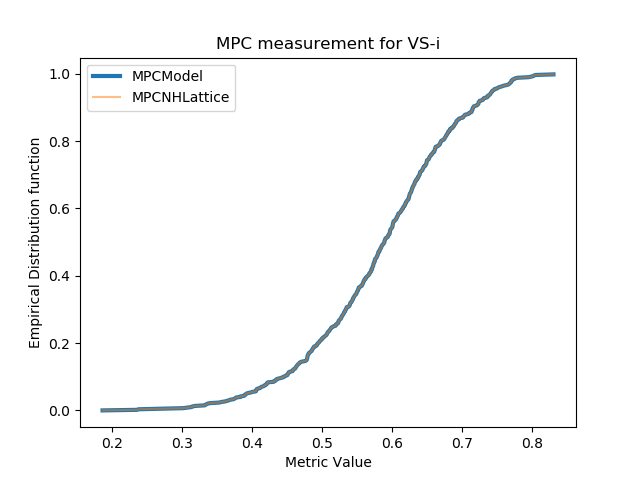 MPC measurement for VS-i
MPCModel
MPCNHLattice
Empirical Distribution function
1.0
0.8
0.6
0.4
0.2
0.0
0.2 0.3 0.4 0.5 0.6 0.7 0.8
Metric Value